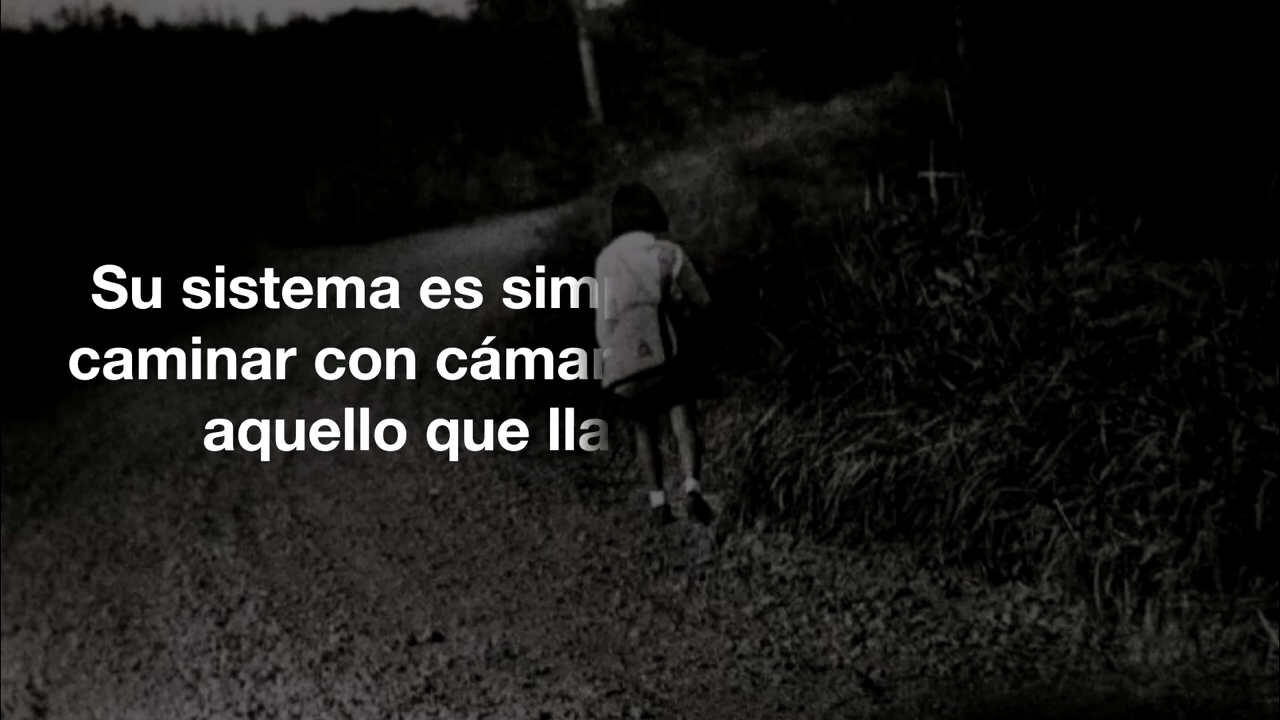 Su sistema es sim
caminar con cámar
aquello que lla